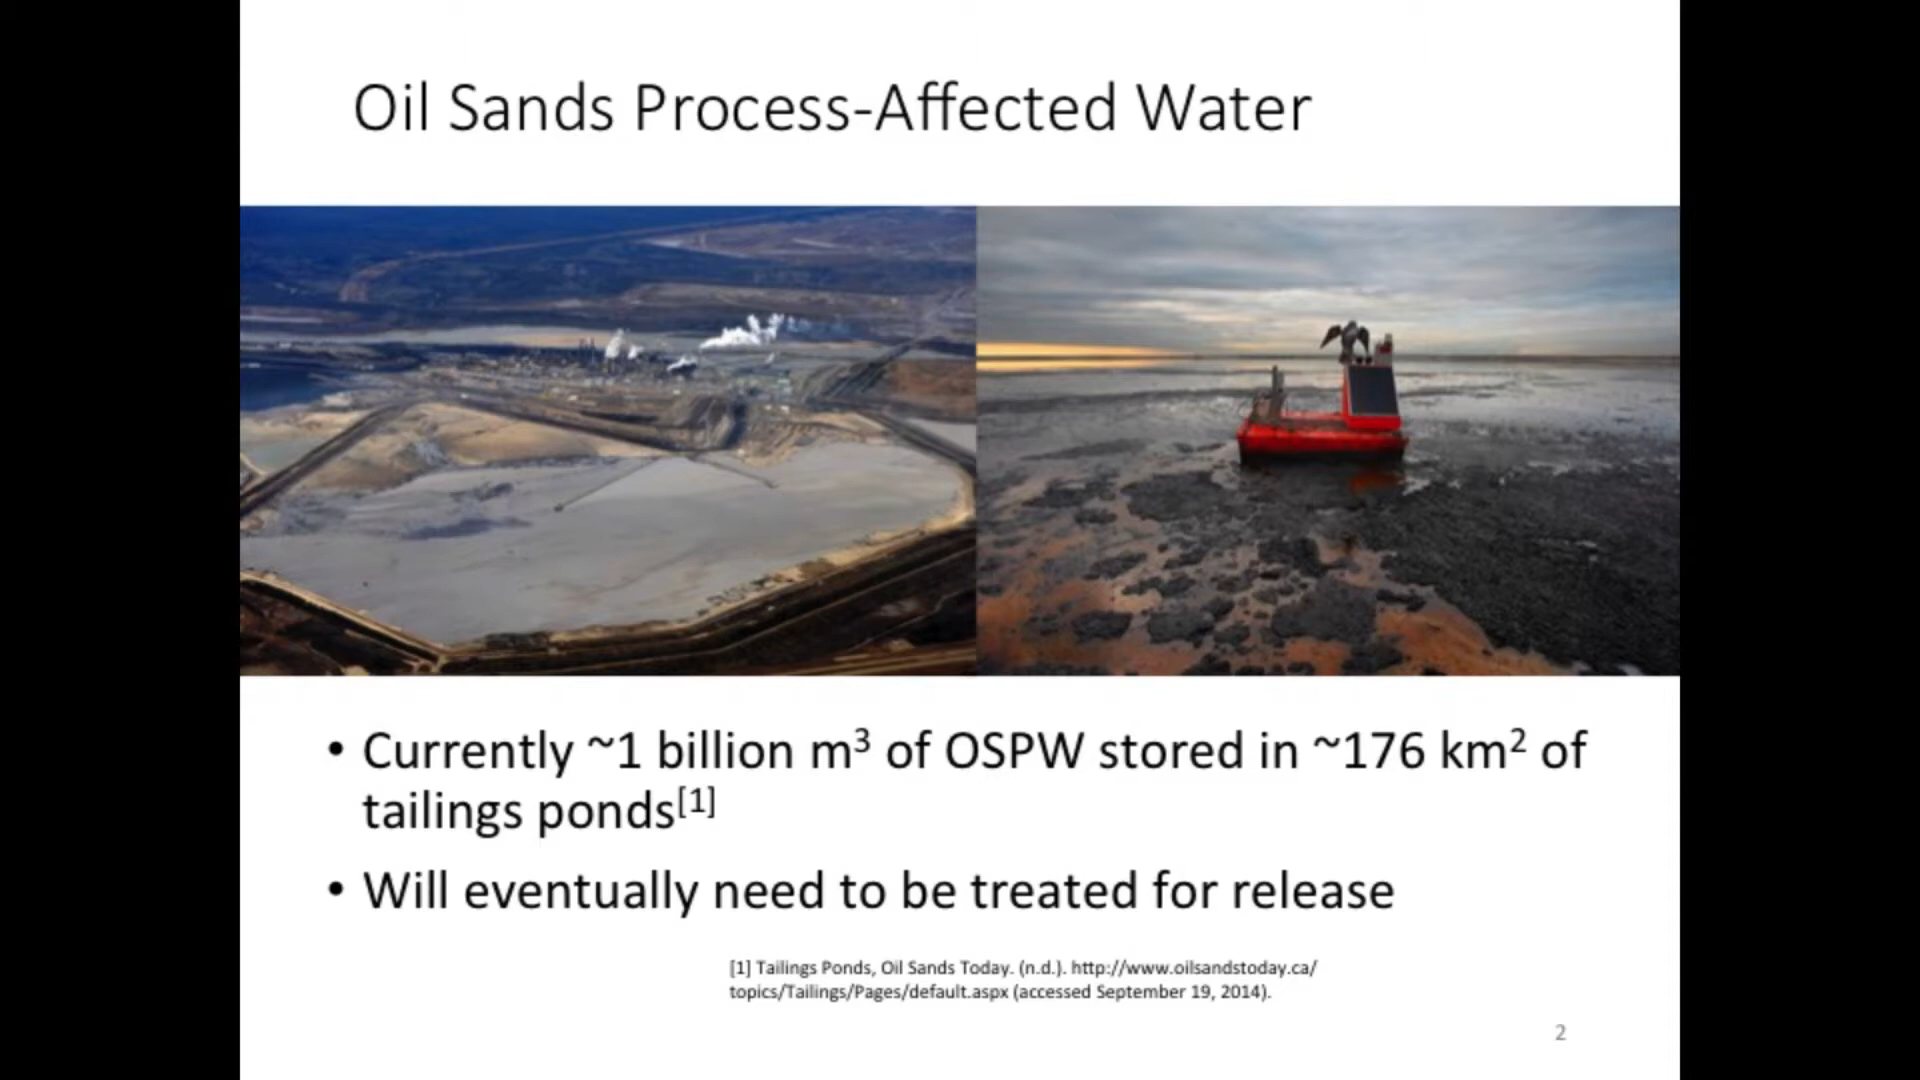 Oil Sands Process-Affected Water
• Currently ~1 billion m³ of OSPW stored in ~176 km² of
tailings ponds[1]
• Will eventually need to be treated for release
[1] Tailings Ponds, Oil Sands Today. (n.d.). http://www.oilsandstoday.ca/
topics/Tailings/Pages/default.aspx (accessed September 19, 2014).
2